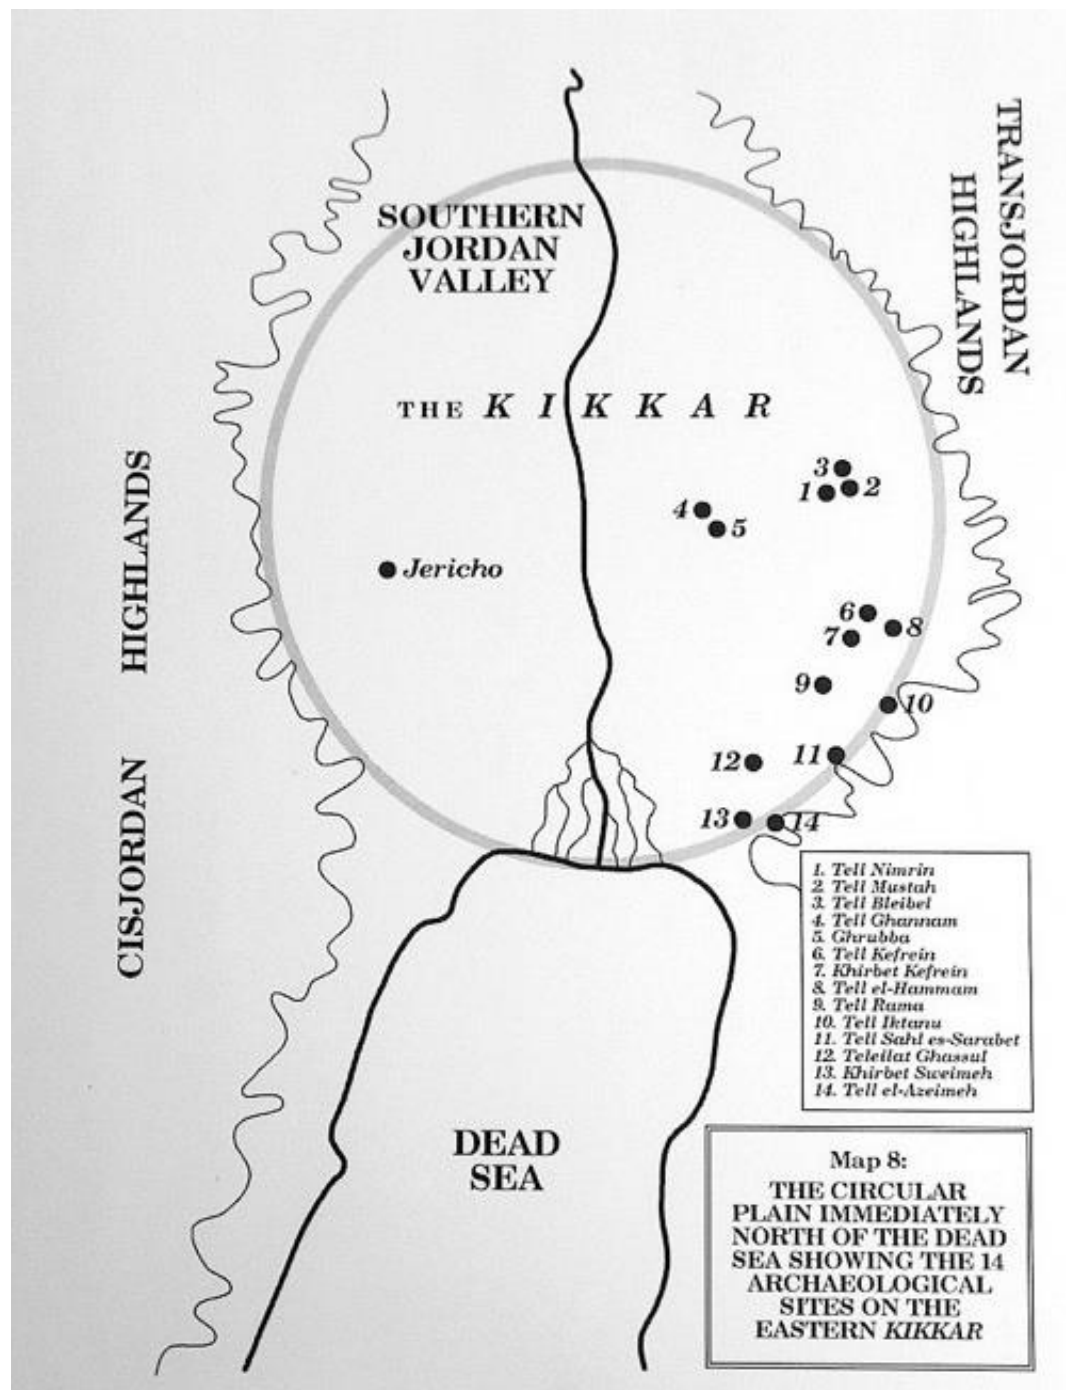 TRANSJORDAN
HIGHLANDS
SOUTHERN
JORDAN
VALLEY
THE KIKKAR
3
1
2
4
5
Jericho
6
8
7
9
10
11
12
13
14
HIGHLANDS
CISJORDAN
1. Tell Nimrin
2 Tell Mustah
3. Tell Bleibel
4. Tell Ghannam
5. Ghrubba
6. Tell Kefrein
7. Khirbet Kefrein
8. Tell el-Hammam
9. Tell Rama
10. Tell Iktanu
11. Tell Sahl es-Sarabet
12. Teleilat Ghassul
13. Khirbet Sweimeh
14. Tell el-Azeimeh
DEAD
SEA
Map 8:
THE CIRCULAR
PLAIN IMMEDIATELY
NORTH OF THE DEAD
SEA SHOWING THE 14
ARCHAEOLOGICAL
SITES ON THE
EASTERN KIKKAR